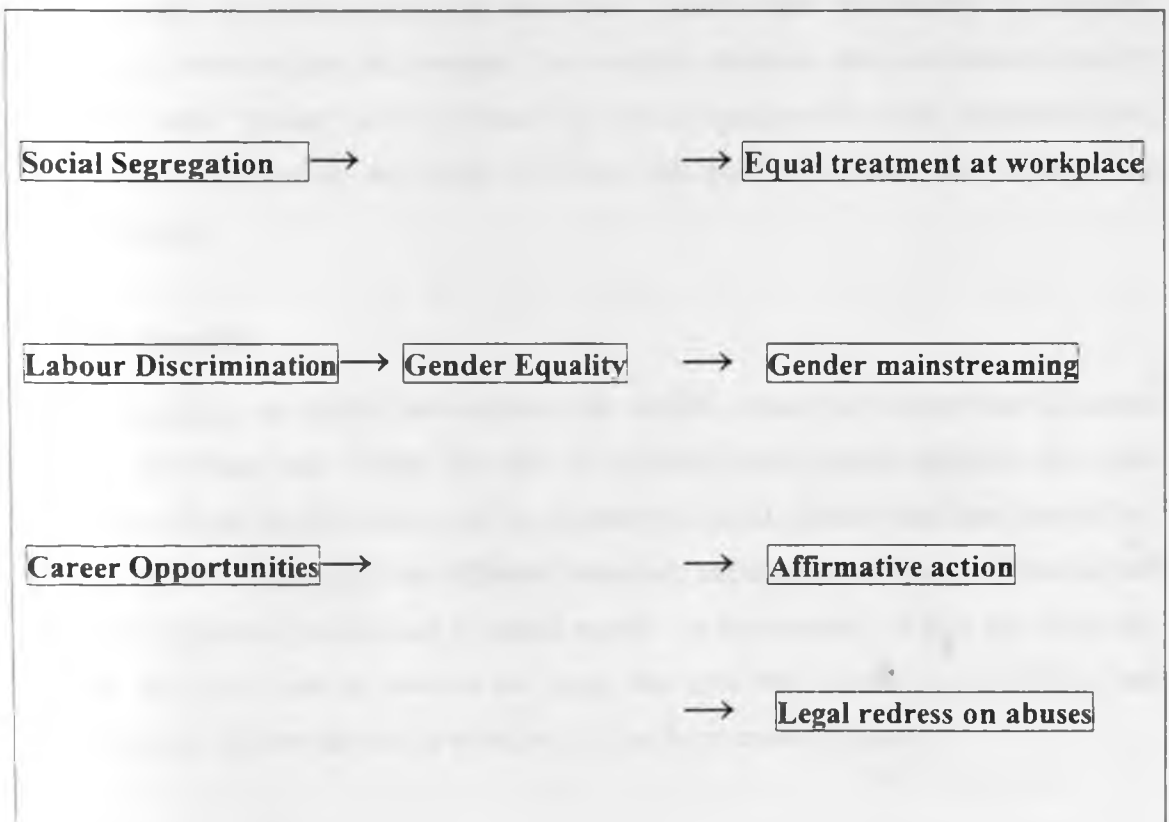 Social Segregation → → Equal treatment at workplace
Labour Discrimination → Gender Equality → Gender mainstreaming
Career Opportunities → → Affirmative action
→ Legal redress on abuses